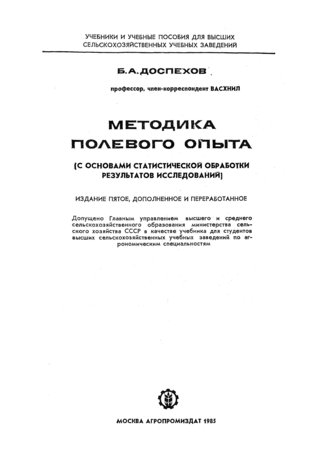 УЧЕБНИКИ И УЧЕБНЫЕ ПОСОБИЯ ДЛЯ ВЫСШИХ
СЕЛЬСКОХОЗЯЙСТВЕННЫХ УЧЕБНЫХ ЗАВЕДЕНИЙ
Б.А.ДОСПЕХОВ
профессор, член-корреспондент ВАСХНИЛ
МЕТОДИКА
ПОЛЕВОГО ОПЫТА
(С ОСНОВАМИ СТАТИСТИЧЕСКОЙ ОБРАБОТКИ
РЕЗУЛЬТАТОВ ИССЛЕДОВАНИЙ)
ИЗДАНИЕ ПЯТОЕ, ДОПОЛНЕННОЕ И ПЕРЕРАБОТАННОЕ
Допущено Главным управлением высшего и среднего
сельскохозяйственного образования министерства сель-
ского хозяйства СССР в качестве учебника для студентов
высших сельскохозяйственных учебных заведений по аг-
рономическим специальностям
МОСКВА АГРОПРОМИЗДАТ 1985